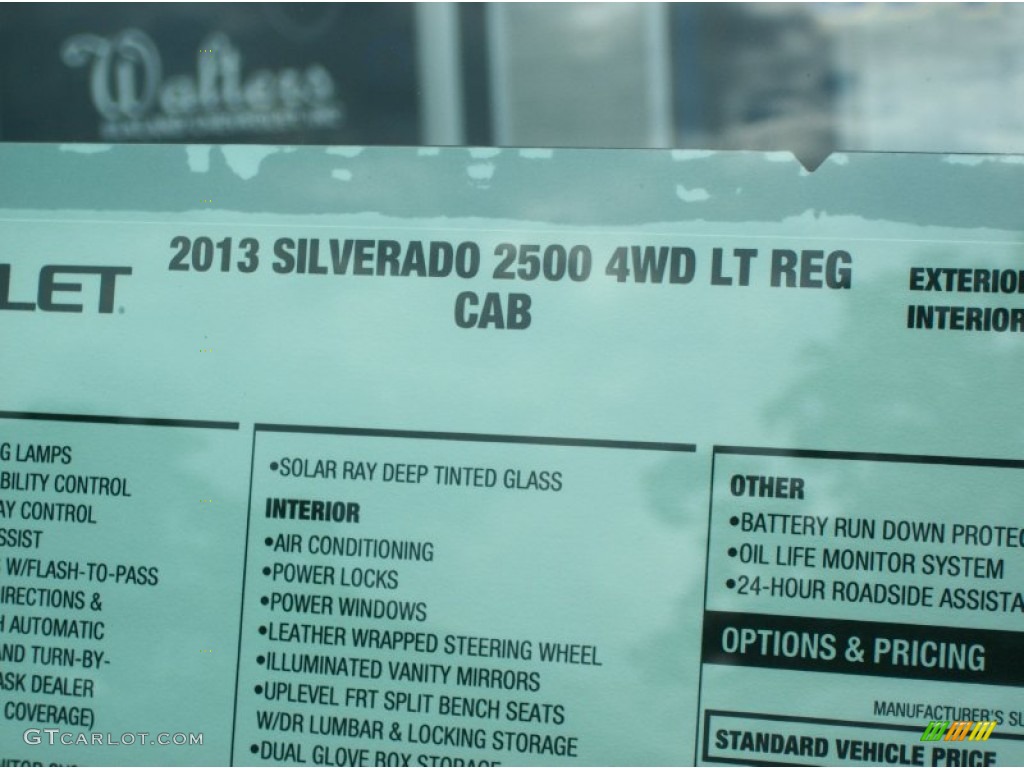 LET
2013 SILVERADO 2500 4WD LT REG
CAB
EXTERIO
INTERIOR
G LAMPS
BILITY CONTROL
AY CONTROL
SSIST
W/FLASH-TO-PASS
IRECTIONS &
H AUTOMATIC
AND TURN-BY-
ASK DEALER
COVERAGE)
•SOLAR RAY DEEP TINTED GLASS
INTERIOR
•AIR CONDITIONING
•POWER LOCKS
•POWER WINDOWS
•LEATHER WRAPPED STEERING WHEEL
•ILLUMINATED VANITY MIRRORS
•UPLEVEL FRT SPLIT BENCH SEATS
W/DR LUMBAR & LOCKING STORAGE
•DUAL GLOVE BOX STORAGE
OTHER
•BATTERY RUN DOWN PROTEC
•OIL LIFE MONITOR SYSTEM
•24-HOUR ROADSIDE ASSISTA
OPTIONS & PRICING
MANUFACTURER'S SU
STANDARD VEHICLE PRICE
GTCARLOT.COM